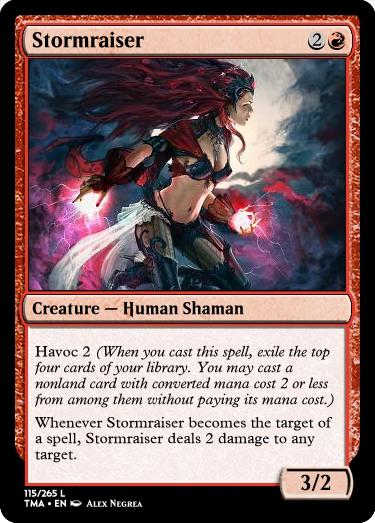 Stormraiser 2
Creature — Human Shaman
Havoc 2 (When you cast this spell, exile the top
four cards of your library. You may cast a
nonland card with converted mana cost 2 or less
from among them without paying its mana cost.)
Whenever Stormraiser becomes the target of
a spell, Stormraiser deals 2 damage to any
target.
3/2
115/265 L
TMA • EN Alex Negrea